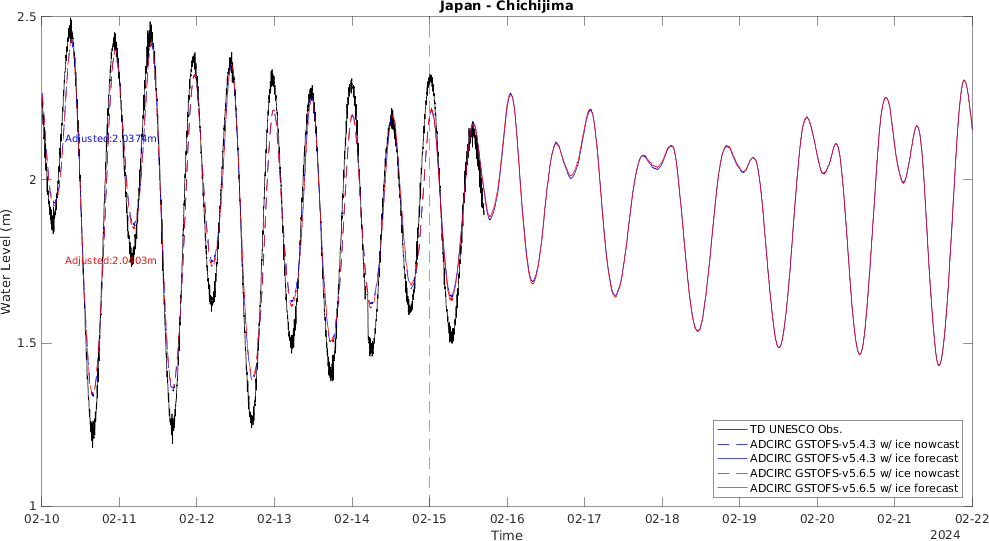 Japan - Chichijima
2.5
2
1.5
1
Water Level (m)
Adjusted:2.0374m
Adjusted:2.0403m
TD UNESCO Obs.
ADCIRC GSTOFS-v5.4.3 w/ ice nowcast
ADCIRC GSTOFS-v5.4.3 w/ ice forecast
ADCIRC GSTOFS-v5.6.5 w/ ice nowcast
ADCIRC GSTOFS-v5.6.5 w/ ice forecast
02-10 02-11 02-12 02-13 02-14 02-15 02-16 02-17 02-18 02-19 02-20 02-21 02-22
Time
2024